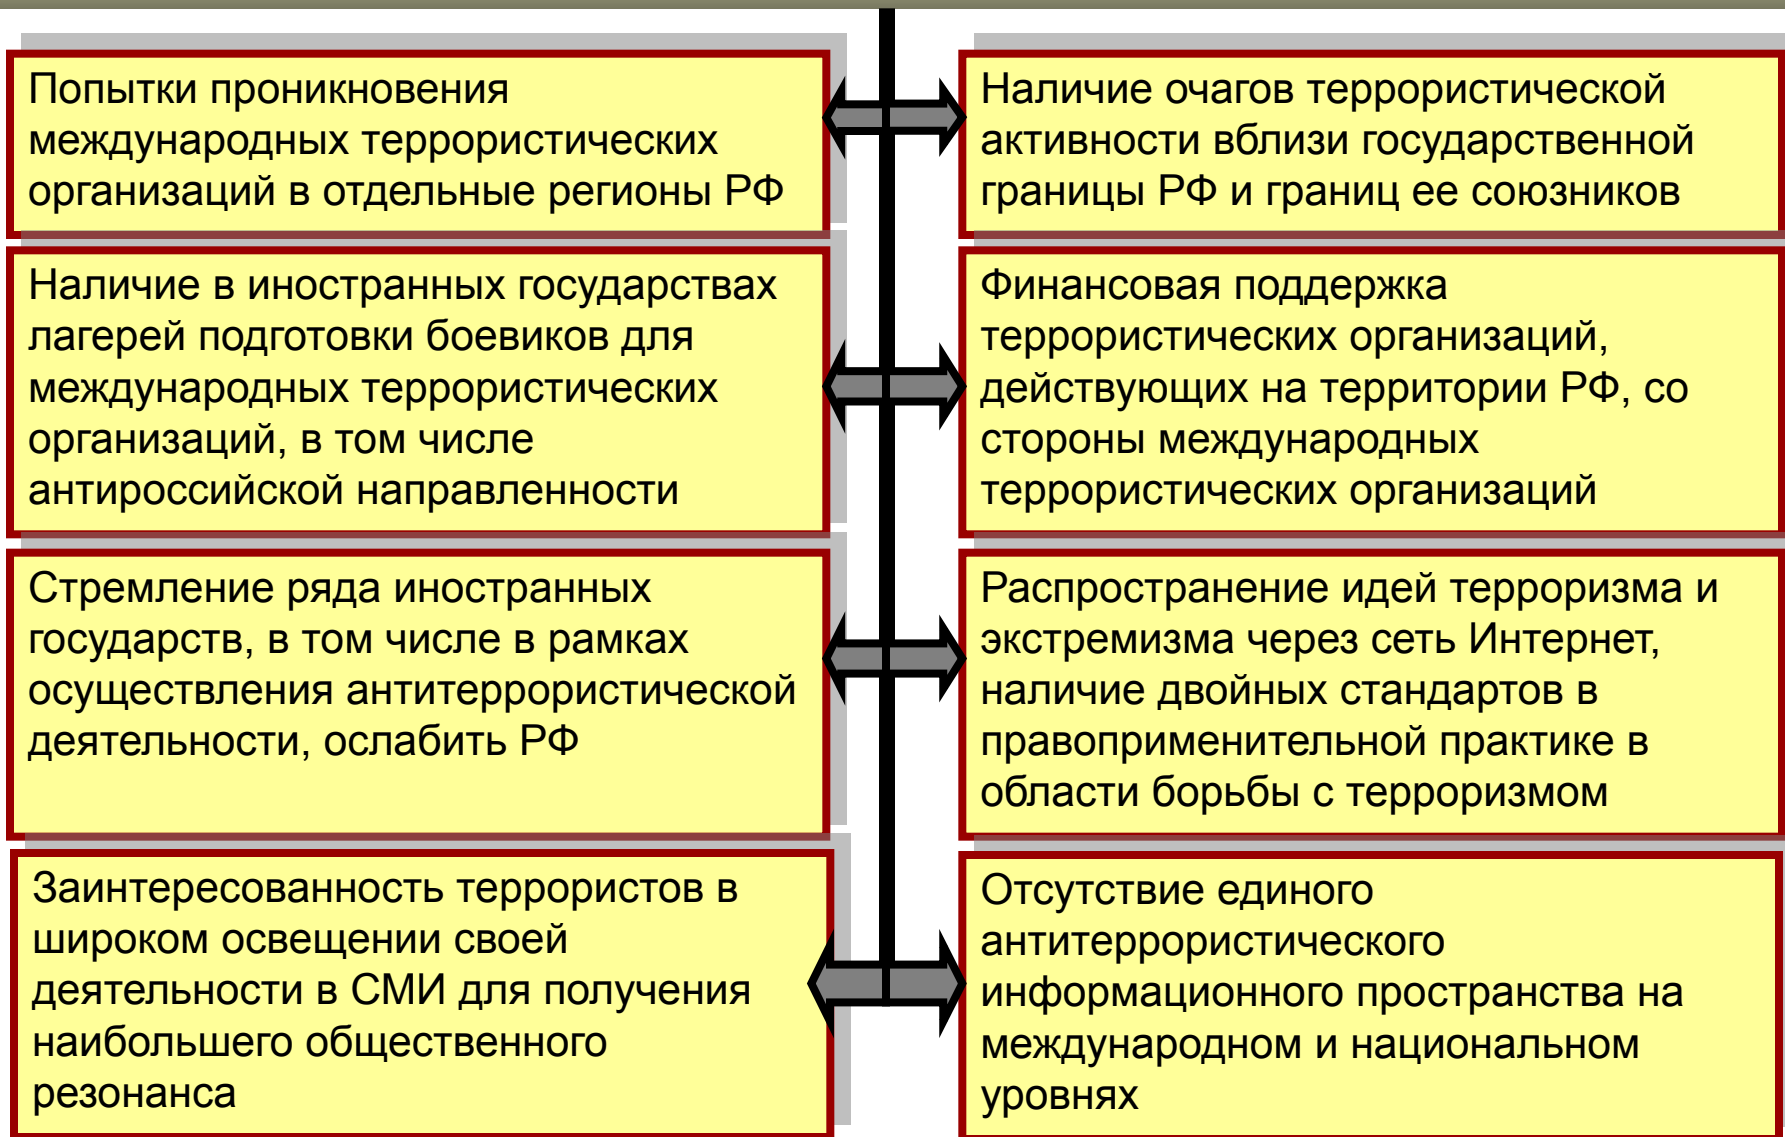 Попытки проникновения
международных террористических
организаций в отдельные регионы РФ
Наличие очагов террористической
активности вблизи государственной
границы РФ и границ ее союзников
Наличие в иностранных государствах
лагерей подготовки боевиков для
международных террористических
организаций, в том числе
антироссийской направленности
Финансовая поддержка
террористических организаций,
действующих на территории РФ, со
стороны международных
террористических организаций
Стремление ряда иностранных
государств, в том числе в рамках
осуществления антитеррористической
деятельности, ослабить РФ
Распространение идей терроризма и
экстремизма через сеть Интернет,
наличие двойных стандартов в
правоприменительной практике в
области борьбы с терроризмом
Заинтересованность террористов в
широком освещении своей
деятельности в СМИ для получения
наибольшего общественного
резонанса
Отсутствие единого
антитеррористического
информационного пространства на
международном и национальном
уровнях